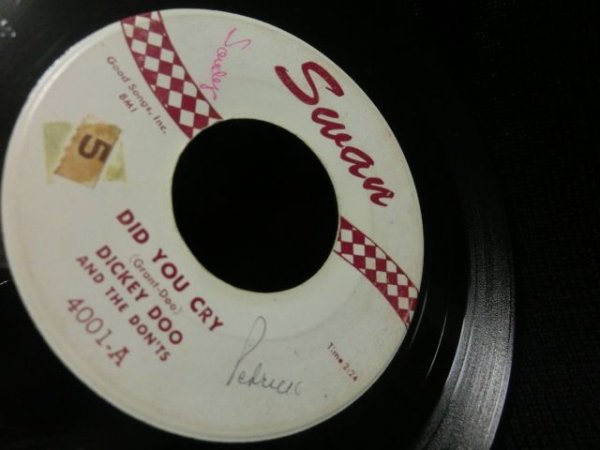 Swan
Good Songs, Inc.
BMI
5
DID YOU CRY
(Grant-Doo)
DICKEY DOO
AND THE DON'TS
4001-A
Time 2:24